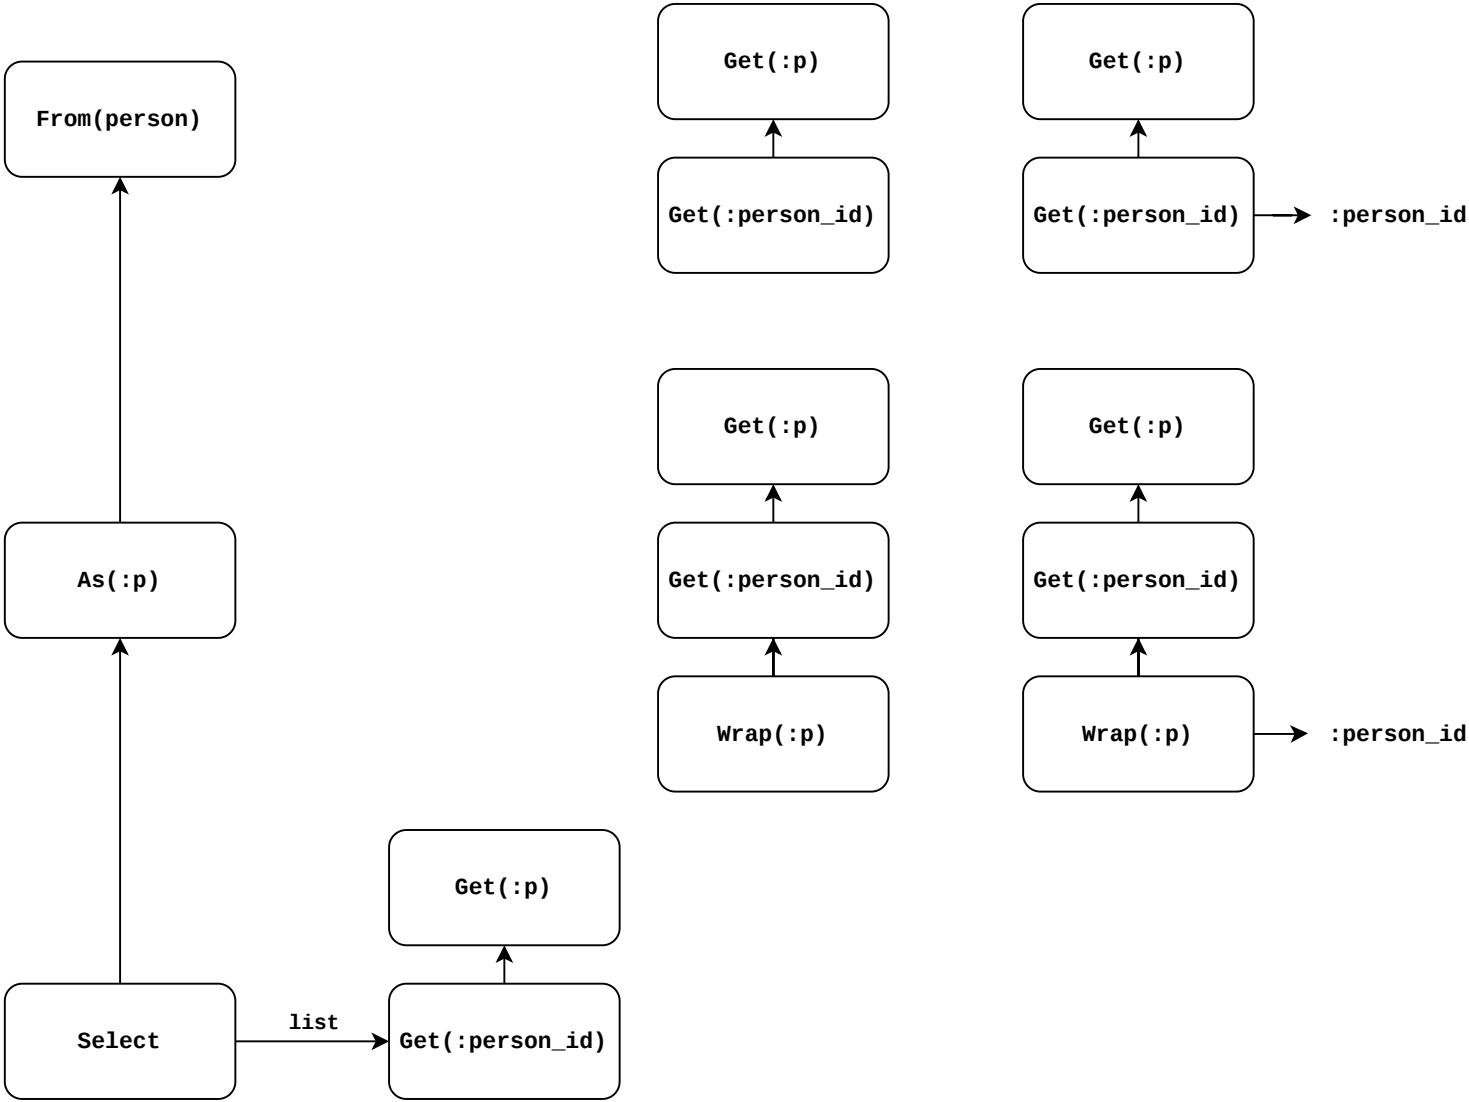 Get(:p)
Get(:p)
From(person)
Get(:person_id)
Get(:person_id)
:person_id
Get(:p)
Get(:p)
As(:p)
Get(:person_id)
Get(:person_id)
Wrap(:p)
Wrap(:p)
:person_id
Get(:p)
list
Select
Get(:person_id)